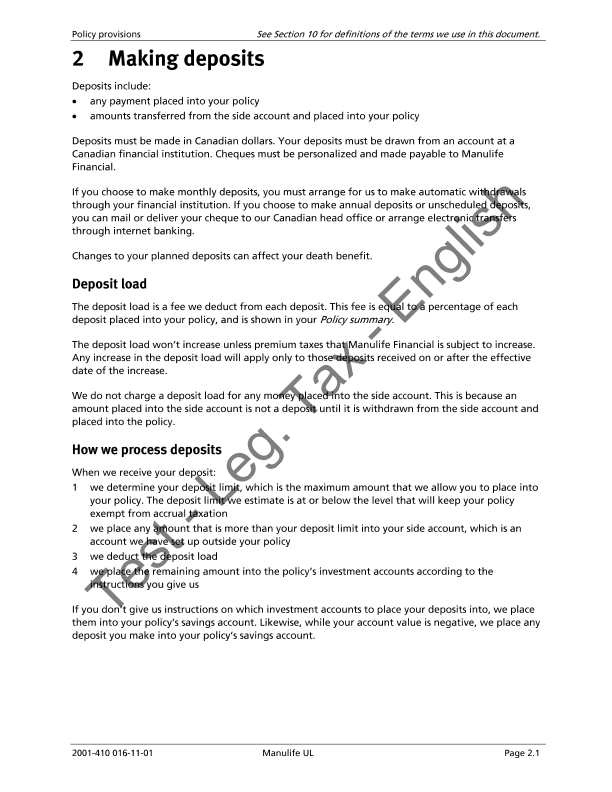 Policy provisions See Section 10 for definitions of the terms we use in this document.
2 Making deposits
Deposits include:
• any payment placed into your policy
• amounts transferred from the side account and placed into your policy
Deposits must be made in Canadian dollars. Your deposits must be drawn from an account at a
Canadian financial institution. Cheques must be personalized and made payable to Manulife
Financial.
If you choose to make monthly deposits, you must arrange for us to make automatic withdrawals
through your financial institution. If you choose to make annual deposits or unscheduled deposits,
you can mail or deliver your cheque to our Canadian head office or arrange electronic transfers
through internet banking.
Changes to your planned deposits can affect your death benefit.
Deposit load
The deposit load is a fee we deduct from each deposit. This fee is equal to a percentage of each
deposit placed into your policy, and is shown in your Policy summary.
The deposit load won’t increase unless premium taxes that Manulife Financial is subject to increase.
Any increase in the deposit load will apply only to those deposits received on or after the effective
date of the increase.
We do not charge a deposit load for any money placed into the side account. This is because an
amount placed into the side account is not a deposit until it is withdrawn from the side account and
placed into the policy.
How we process deposits
When we receive your deposit:
1 we determine your deposit limit, which is the maximum amount that we allow you to place into
your policy. The deposit limit we estimate is at or below the level that will keep your policy
exempt from accrual taxation
2 we place any amount that is more than your deposit limit into your side account, which is an
account we have set up outside your policy
3 we deduct the deposit load
4 we place the remaining amount into the policy’s investment accounts according to the
instructions you give us
If you don’t give us instructions on which investment accounts to place your deposits into, we place
them into your policy’s savings account. Likewise, while your account value is negative, we place any
deposit you make into your policy’s savings account.
Test - Leg. Tax - English
2001-410 016-11-01 Manulife UL Page 2.1